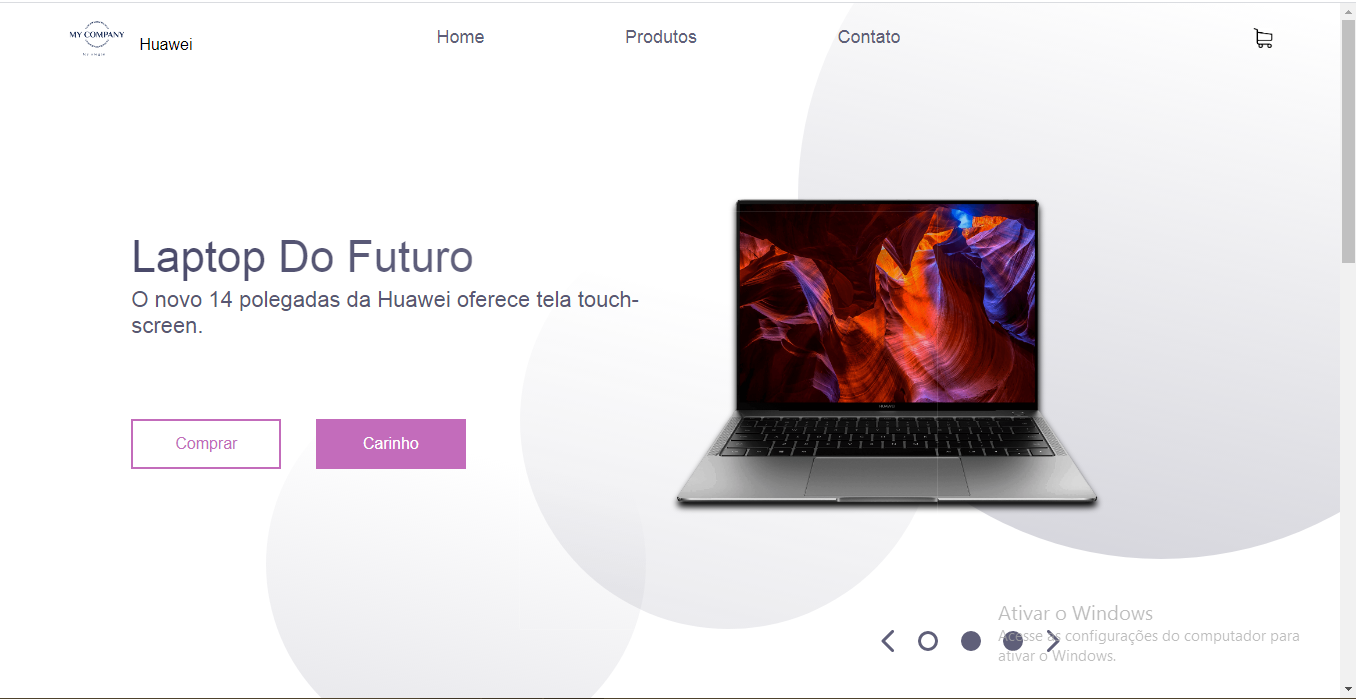 MY COMPANY
Huawei
Home
Produtos
Contato
Laptop Do Futuro
O novo 14 polegadas da Huawei oferece tela touch-
screen.
Comprar
Carinho
HUAWEI
Ativar o Windows
Acesse as configurações do computador para
ativar o Windows.